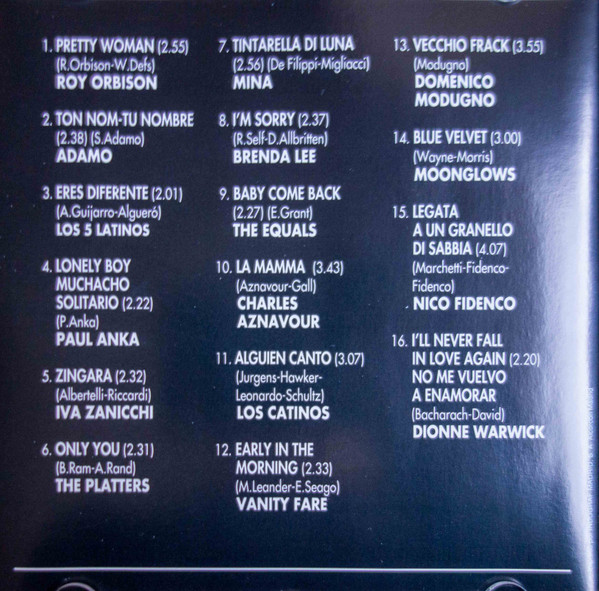 1. PRETTY WOMAN (2.55)
(R.Orbison-W.Defs)
ROY ORBISON
2. TON NOM-TU NOMBRE
(2.38) (S.Adamo)
ADAMO
3. ERES DIFERENTE (2.01)
(A.Guijarro-Algueró)
LOS 5 LATINOS
4. LONELY BOY
MUCHACHO
SOLITARIO (2.22)
(P.Anka)
PAUL ANKA
5. ZINGARA (2.32)
(Albertelli-Riccardi)
IVA ZANICCHI
6. ONLY YOU (2.31)
(B.Ram-A.Rand)
THE PLATTERS
7. TINTARELLA DI LUNA
(2.56) (De Filippi-Migliacci)
MINA
8. I'M SORRY (2.37)
(R.Self-D.Allbritten)
BRENDA LEE
9. BABY COME BACK
(2.27) (E.Grant)
THE EQUALS
10. LA MAMMA (3.43)
(Aznavour-Gall)
CHARLES
AZNAVOUR
11. ALGUIEN CANTO (3.07)
(Jurgens-Hawker-
Leonardo-Schultz)
LOS CATINOS
12. EARLY IN THE
MORNING (2.33)
(M.Leander-E.Seago)
VANITY FARE
13. VECCHIO FRACK (3.55)
(Modugno)
DOMENICO
MODUGNO
14. BLUE VELVET (3.00)
(Wayne-Morris)
MOONGLOWS
15. LEGATA
A UN GRANELLO
DI SABBIA (4.07)
(Marchetti-Fidenco-
Fidenco)
NICO FIDENCO
16. I'LL NEVER FALL
IN LOVE AGAIN (2.20)
NO ME VUELVO
A ENAMORAR
(Bacharach-David)
DIONNE WARWICK